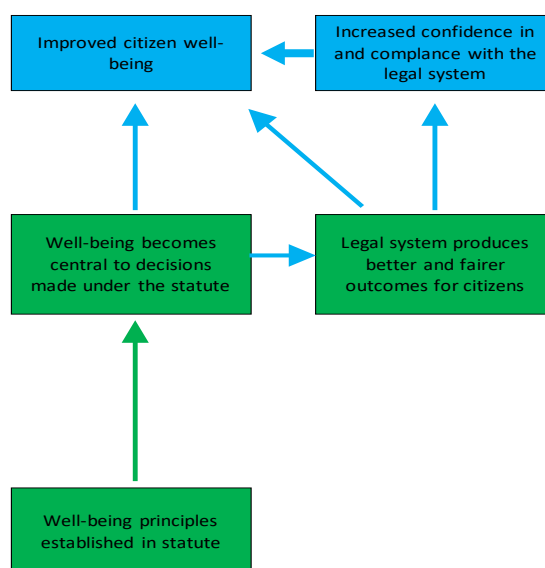 Improved citizen well-
being
Increased confidence in
and compliance with the
legal system
Well-being becomes
central to decisions
made under the statute
Legal system produces
better and fairer
outcomes for citizens
Well-being principles
established in statute